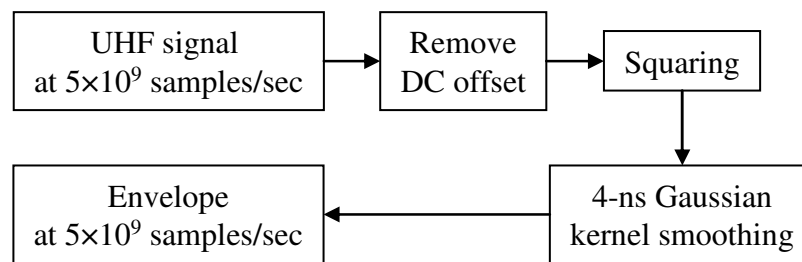 UHF signal
at 5×10⁹ samples/sec
Remove
DC offset
Squaring
4-ns Gaussian
kernel smoothing
Envelope
at 5×10⁹ samples/sec